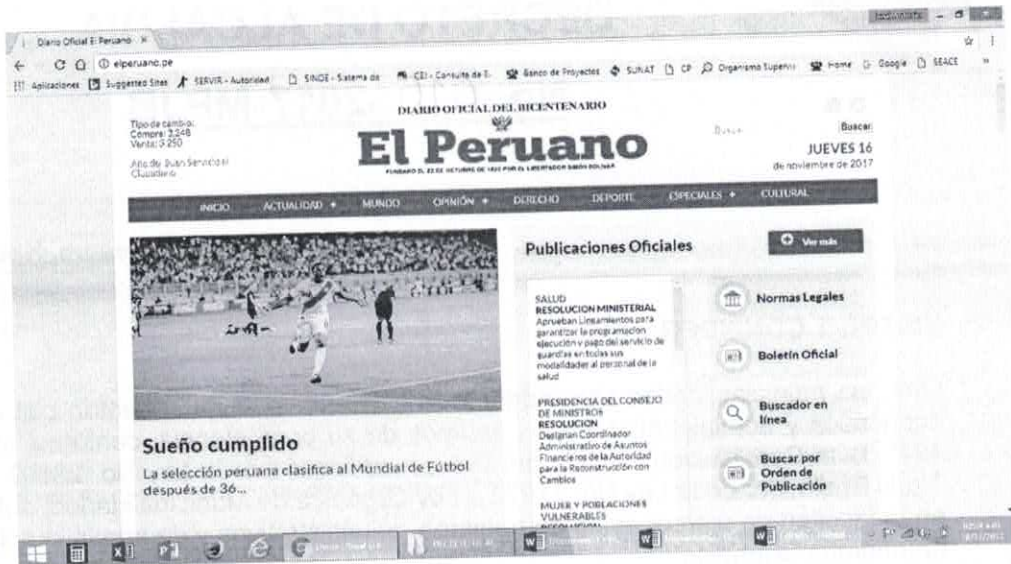 Diario Oficial El Peruano
elperuano.pe
Aplicaciones Suggested Sites SERVIR - Autoridad SINDE - Sistema de CEI - Consulta de E. Banco de Proyectos SUNAT CP Organismo Supervis Home Google SEACE »
Tipo de cambio:
Compra: 3.248
Venta: 3.250
Año del Buen Servicio al
Ciudadano
DIARIO OFICIAL DEL BICENTENARIO
El Peruano
FUNDADO EL 22 DE OCTUBRE DE 1825 POR EL LIBERTADOR SIMÓN BOLÍVAR
Buscar
JUEVES 16
de noviembre de 2017
INICIO ACTUALIDAD + MUNDO OPINIÓN + DERECHO DEPORTE ESPECIALES + CULTURAL
Sueño cumplido
La selección peruana clasifica al Mundial de Fútbol
después de 36...
Publicaciones Oficiales
Ver más
SALUD
RESOLUCION MINISTERIAL
Aprueban Lineamientos para
garantizar la programacion
ejecución y pago del servicio de
guardias en todas sus
modalidades al personal de la
salud
PRESIDENCIA DEL CONSEJO
DE MINISTROS
RESOLUCION
Designan Coordinador
Administrativo de Asuntos
Financieros de la Autoridad
para la Reconstrucción con
Cambios
MUJER Y POBLACIONES
VULNERABLES
RESOLUCION
Normas Legales
Boletín Oficial
Buscador en
línea
Buscar por
Orden de
Publicación